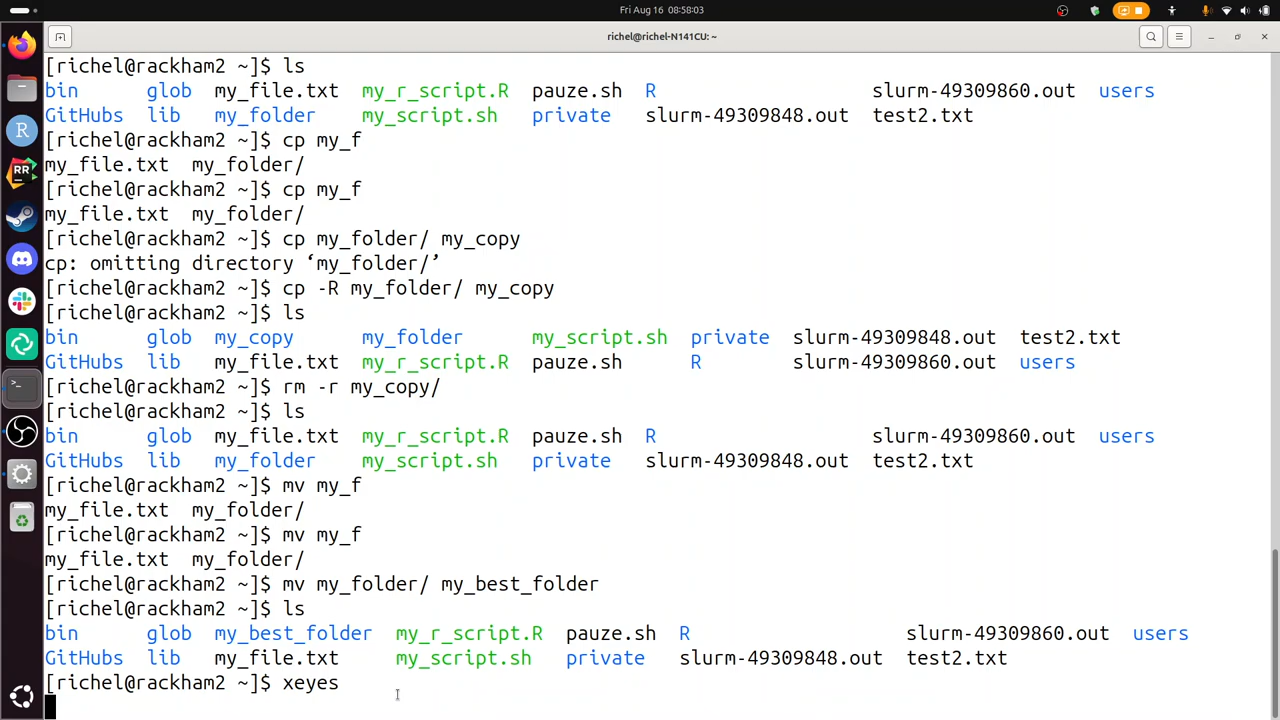 Fri Aug 16 08:58:03
richel@richel-N141CU: ~
[richel@rackham2 ~]$ ls
bin glob my_file.txt my_r_script.R pauze.sh R slurm-49309860.out users
GitHubs lib my_folder my_script.sh private slurm-49309848.out test2.txt
[richel@rackham2 ~]$ cp my_f
my_file.txt my_folder/
[richel@rackham2 ~]$ cp my_f
my_file.txt my_folder/
[richel@rackham2 ~]$ cp my_folder/ my_copy
cp: omitting directory ‘my_folder/’
[richel@rackham2 ~]$ cp -R my_folder/ my_copy
[richel@rackham2 ~]$ ls
bin glob my_copy my_folder my_script.sh private slurm-49309848.out test2.txt
GitHubs lib my_file.txt my_r_script.R pauze.sh R slurm-49309860.out users
[richel@rackham2 ~]$ rm -r my_copy/
[richel@rackham2 ~]$ ls
bin glob my_file.txt my_r_script.R pauze.sh R slurm-49309860.out users
GitHubs lib my_folder my_script.sh private slurm-49309848.out test2.txt
[richel@rackham2 ~]$ mv my_f
my_file.txt my_folder/
[richel@rackham2 ~]$ mv my_f
my_file.txt my_folder/
[richel@rackham2 ~]$ mv my_folder/ my_best_folder
[richel@rackham2 ~]$ ls
bin glob my_best_folder my_r_script.R pauze.sh R slurm-49309860.out users
GitHubs lib my_file.txt my_script.sh private slurm-49309848.out test2.txt
[richel@rackham2 ~]$ xeyes
R
RR